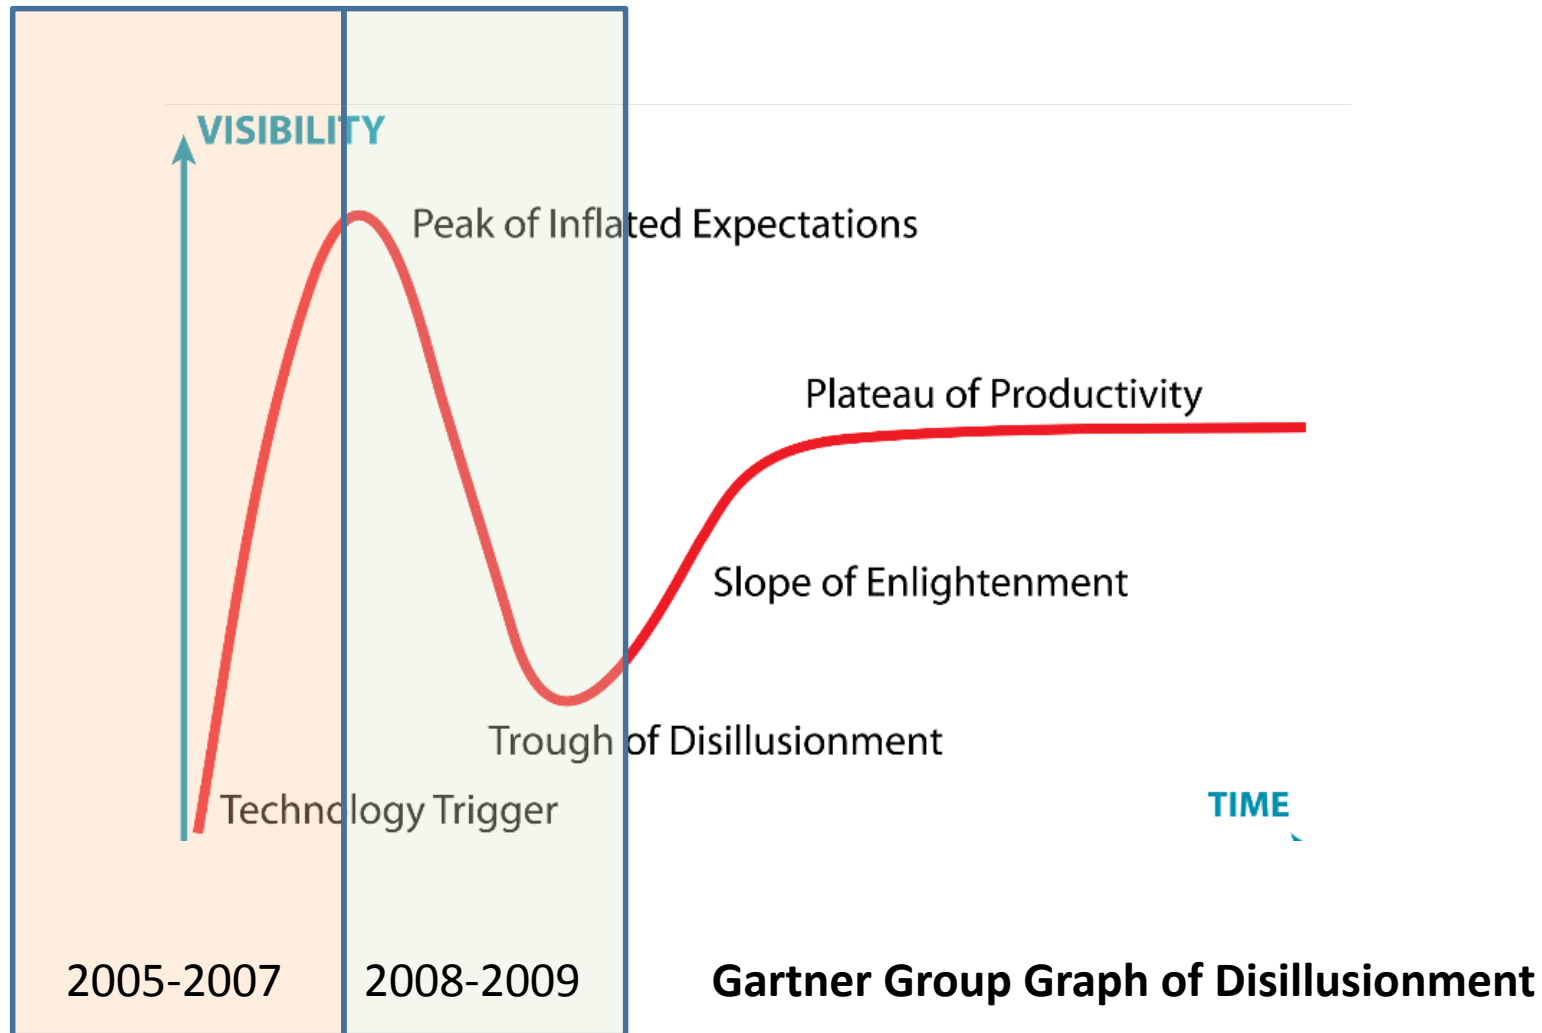 VISIBILITY
Peak of Inflated Expectations
Plateau of Productivity
Slope of Enlightenment
Trough of Disillusionment
Technology Trigger
TIME
2005-2007
2008-2009
Gartner Group Graph of Disillusionment